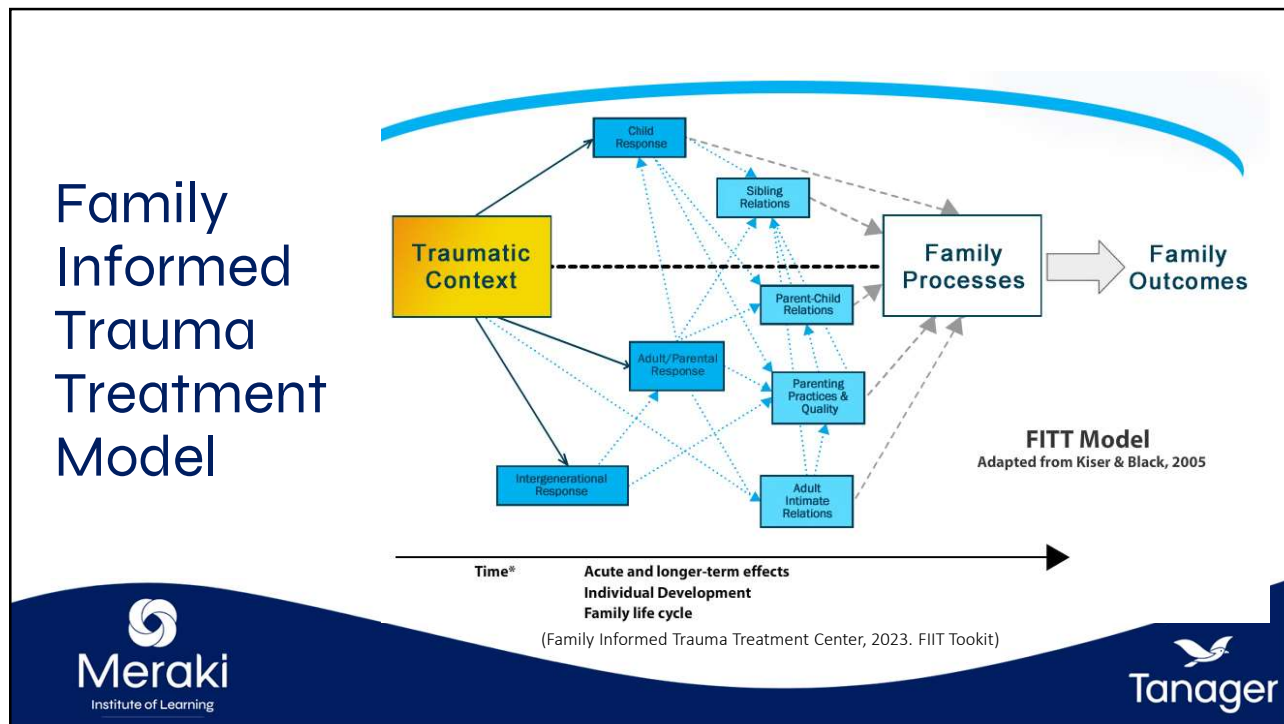 Family
Informed
Trauma
Treatment
Model
Child
Response
Sibling
Relations
Traumatic
Context
Family
Processes
Family
Outcomes
Parent-Child
Relations
Adult/Parental
Response
Parenting
Practices &
Quality
FITT Model
Adapted from Kiser & Black, 2005
Intergenerational
Response
Adult
Intimate
Relations
Time* Acute and longer-term effects
Individual Development
Family life cycle
(Family Informed Trauma Treatment Center, 2023. FIIT Tookit)
Meraki
Institute of Learning
Tanager